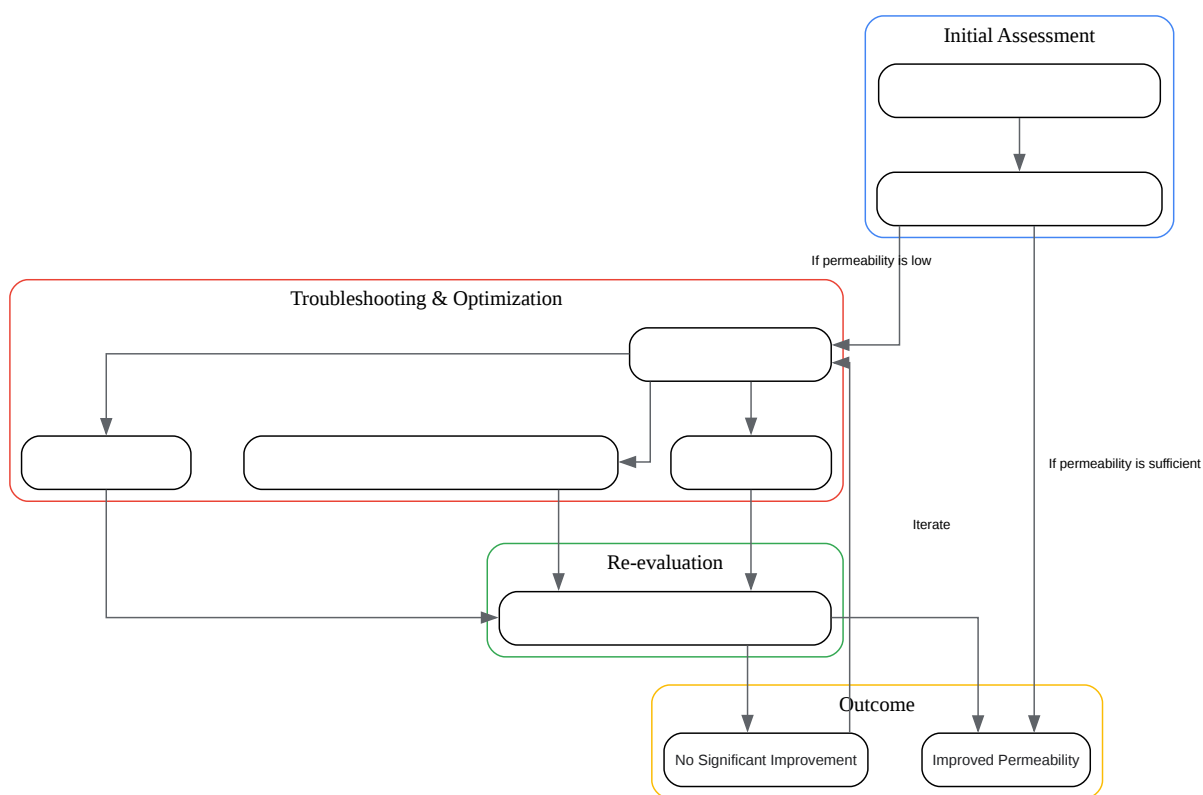 Initial Assessment
If permeability is low
Troubleshooting & Optimization
If permeability is sufficient
Iterate
Re-evaluation
Outcome
No Significant Improvement
Improved Permeability